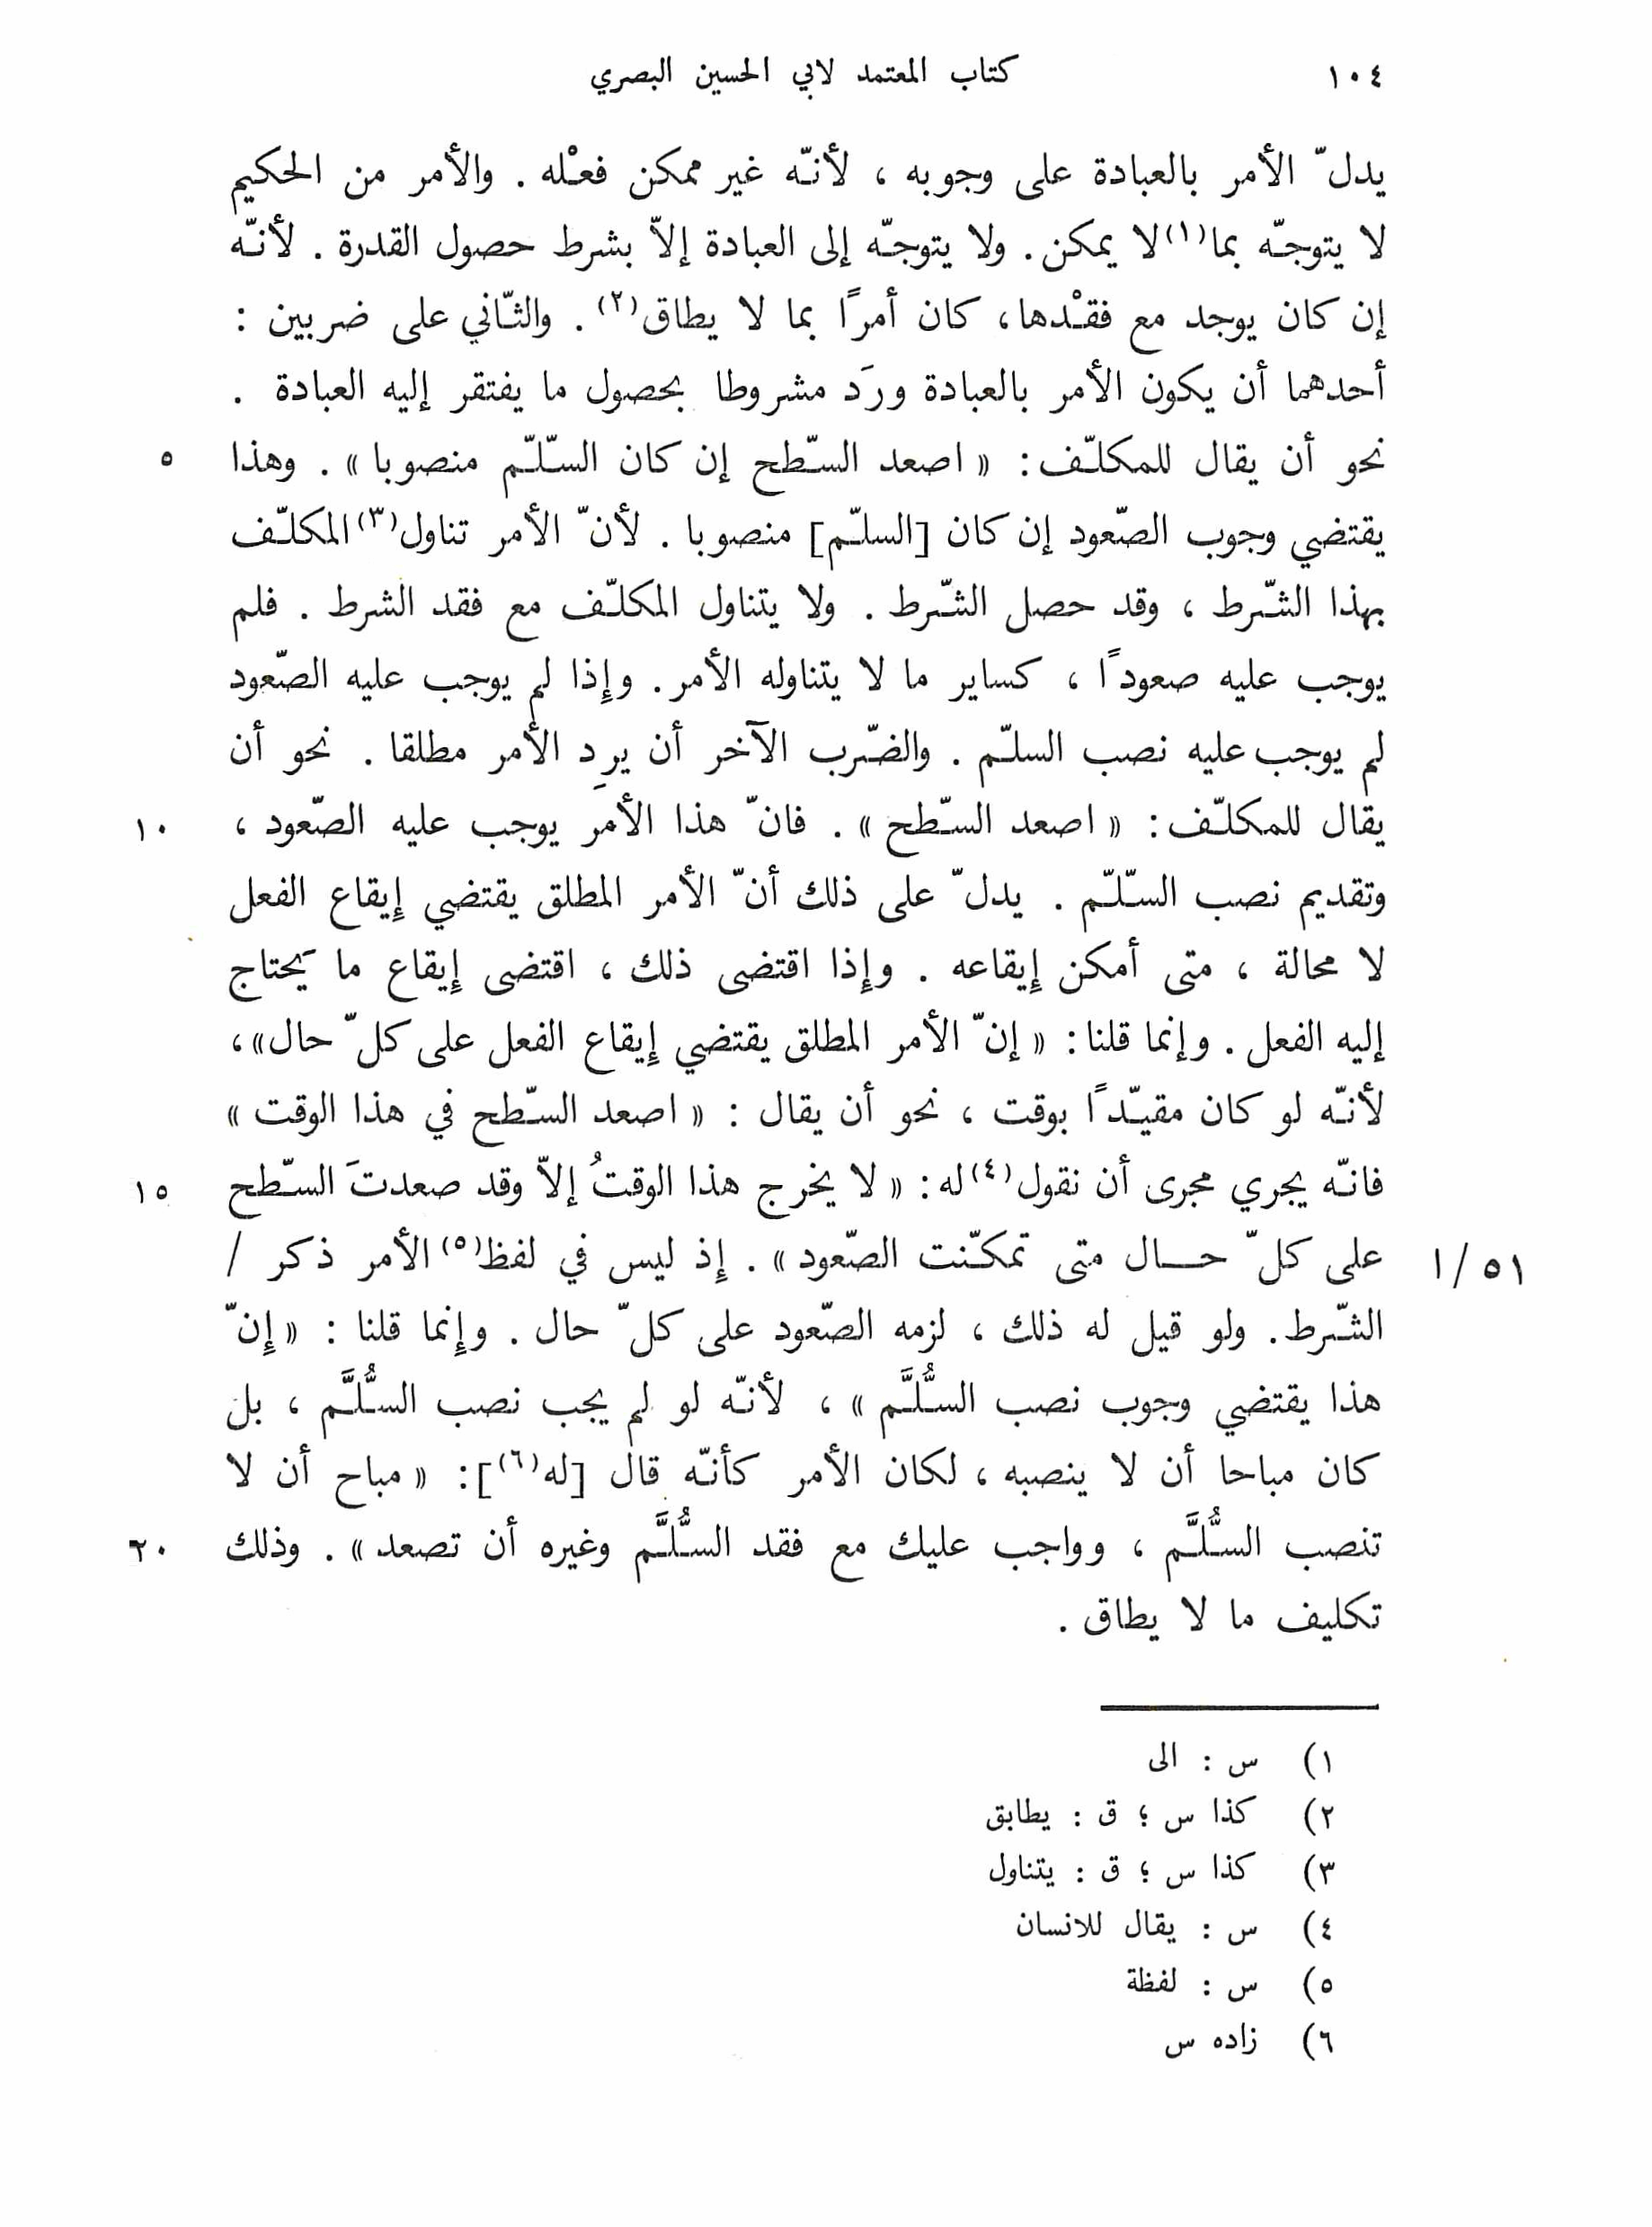 ١٠٤ كتاب المعتمد لابي الحسين البصري
يدلّ الأمر بالعبادة على وجوبه ، لأنّه غير ممكن فعْله . والأمر من الحكيم
لا يتوجّه بما(١) لا يمكن . ولا يتوجّه إلى العبادة إلاّ بشرط حصول القدرة . لأنّه
إن كان يوجد مع فقْدها ، كان أمرًا بما لا يطاق(٢) . والثّاني على ضربين :
أحدهما أن يكون الأمر بالعبادة ورَد مشروطا بحصول ما يفتقر إليه العبادة .
نحو أن يقال للمكلّف : « اصعد السّطح إن كان السّلّم منصوبا » . وهذا ٥
يقتضي وجوب الصّعود إن كان [السلّم] منصوبا . لأنّ الأمر تناول(٣) المكلّف
بهذا الشّرط ، وقد حصل الشّرط . ولا يتناول المكلّف مع فقد الشرط . فلم
يوجب عليه صعودًا ، كساير ما لا يتناوله الأمر . وإذا لم يوجب عليه الصّعود
لم يوجب عليه نصب السلّم . والضّرب الآخر أن يرِد الأمر مطلقا . نحو أن
يقال للمكلّف : « اصعد السّطح » . فانّ هذا الأمر يوجب عليه الصّعود ، ١٠
وتقديم نصب السّلّم . يدلّ على ذلك أنّ الأمر المطلق يقتضي إيقاع الفعل
لا محالة ، متى أمكن إيقاعه . وإذا اقتضى ذلك ، اقتضى إيقاع ما يَحتاج
إليه الفعل . وإنما قلنا : « إنّ الأمر المطلق يقتضي إيقاع الفعل على كلّ حال » ،
لأنّه لو كان مقيّدًا بوقت ، نحو أن يقال : « اصعد السّطح في هذا الوقت »
فانّه يجري مجرى أن نقول(٤) له : « لا يخرج هذا الوقتُ إلاّ وقد صعدتَ السّطح ١٥
٥١/ا على كلّ حال متى تمكّنت الصّعود » . إذ ليس في لفظ(٥) الأمر ذكر /
الشّرط . ولو قيل له ذلك ، لزمه الصّعود على كلّ حال . وإنما قلنا : « إنّ
هذا يقتضي وجوب نصب السُّلَّم » ، لأنّه لو لم يجب نصب السُّلَّم ، بل
كان مباحا أن لا ينصبه ، لكان الأمر كأنّه قال [له(٦)] : « مباح أن لا
تنصب السُّلَّم ، وواجب عليك مع فقد السُّلَّم وغيره أن تصعد » . وذلك ٢٠
تكليف ما لا يطاق .
١) س : الى
٢) كذا س ؛ ق : يطابق
٣) كذا س ؛ ق : يتناول
٤) س : يقال للانسان
٥) س : لفظة
٦) زاده س